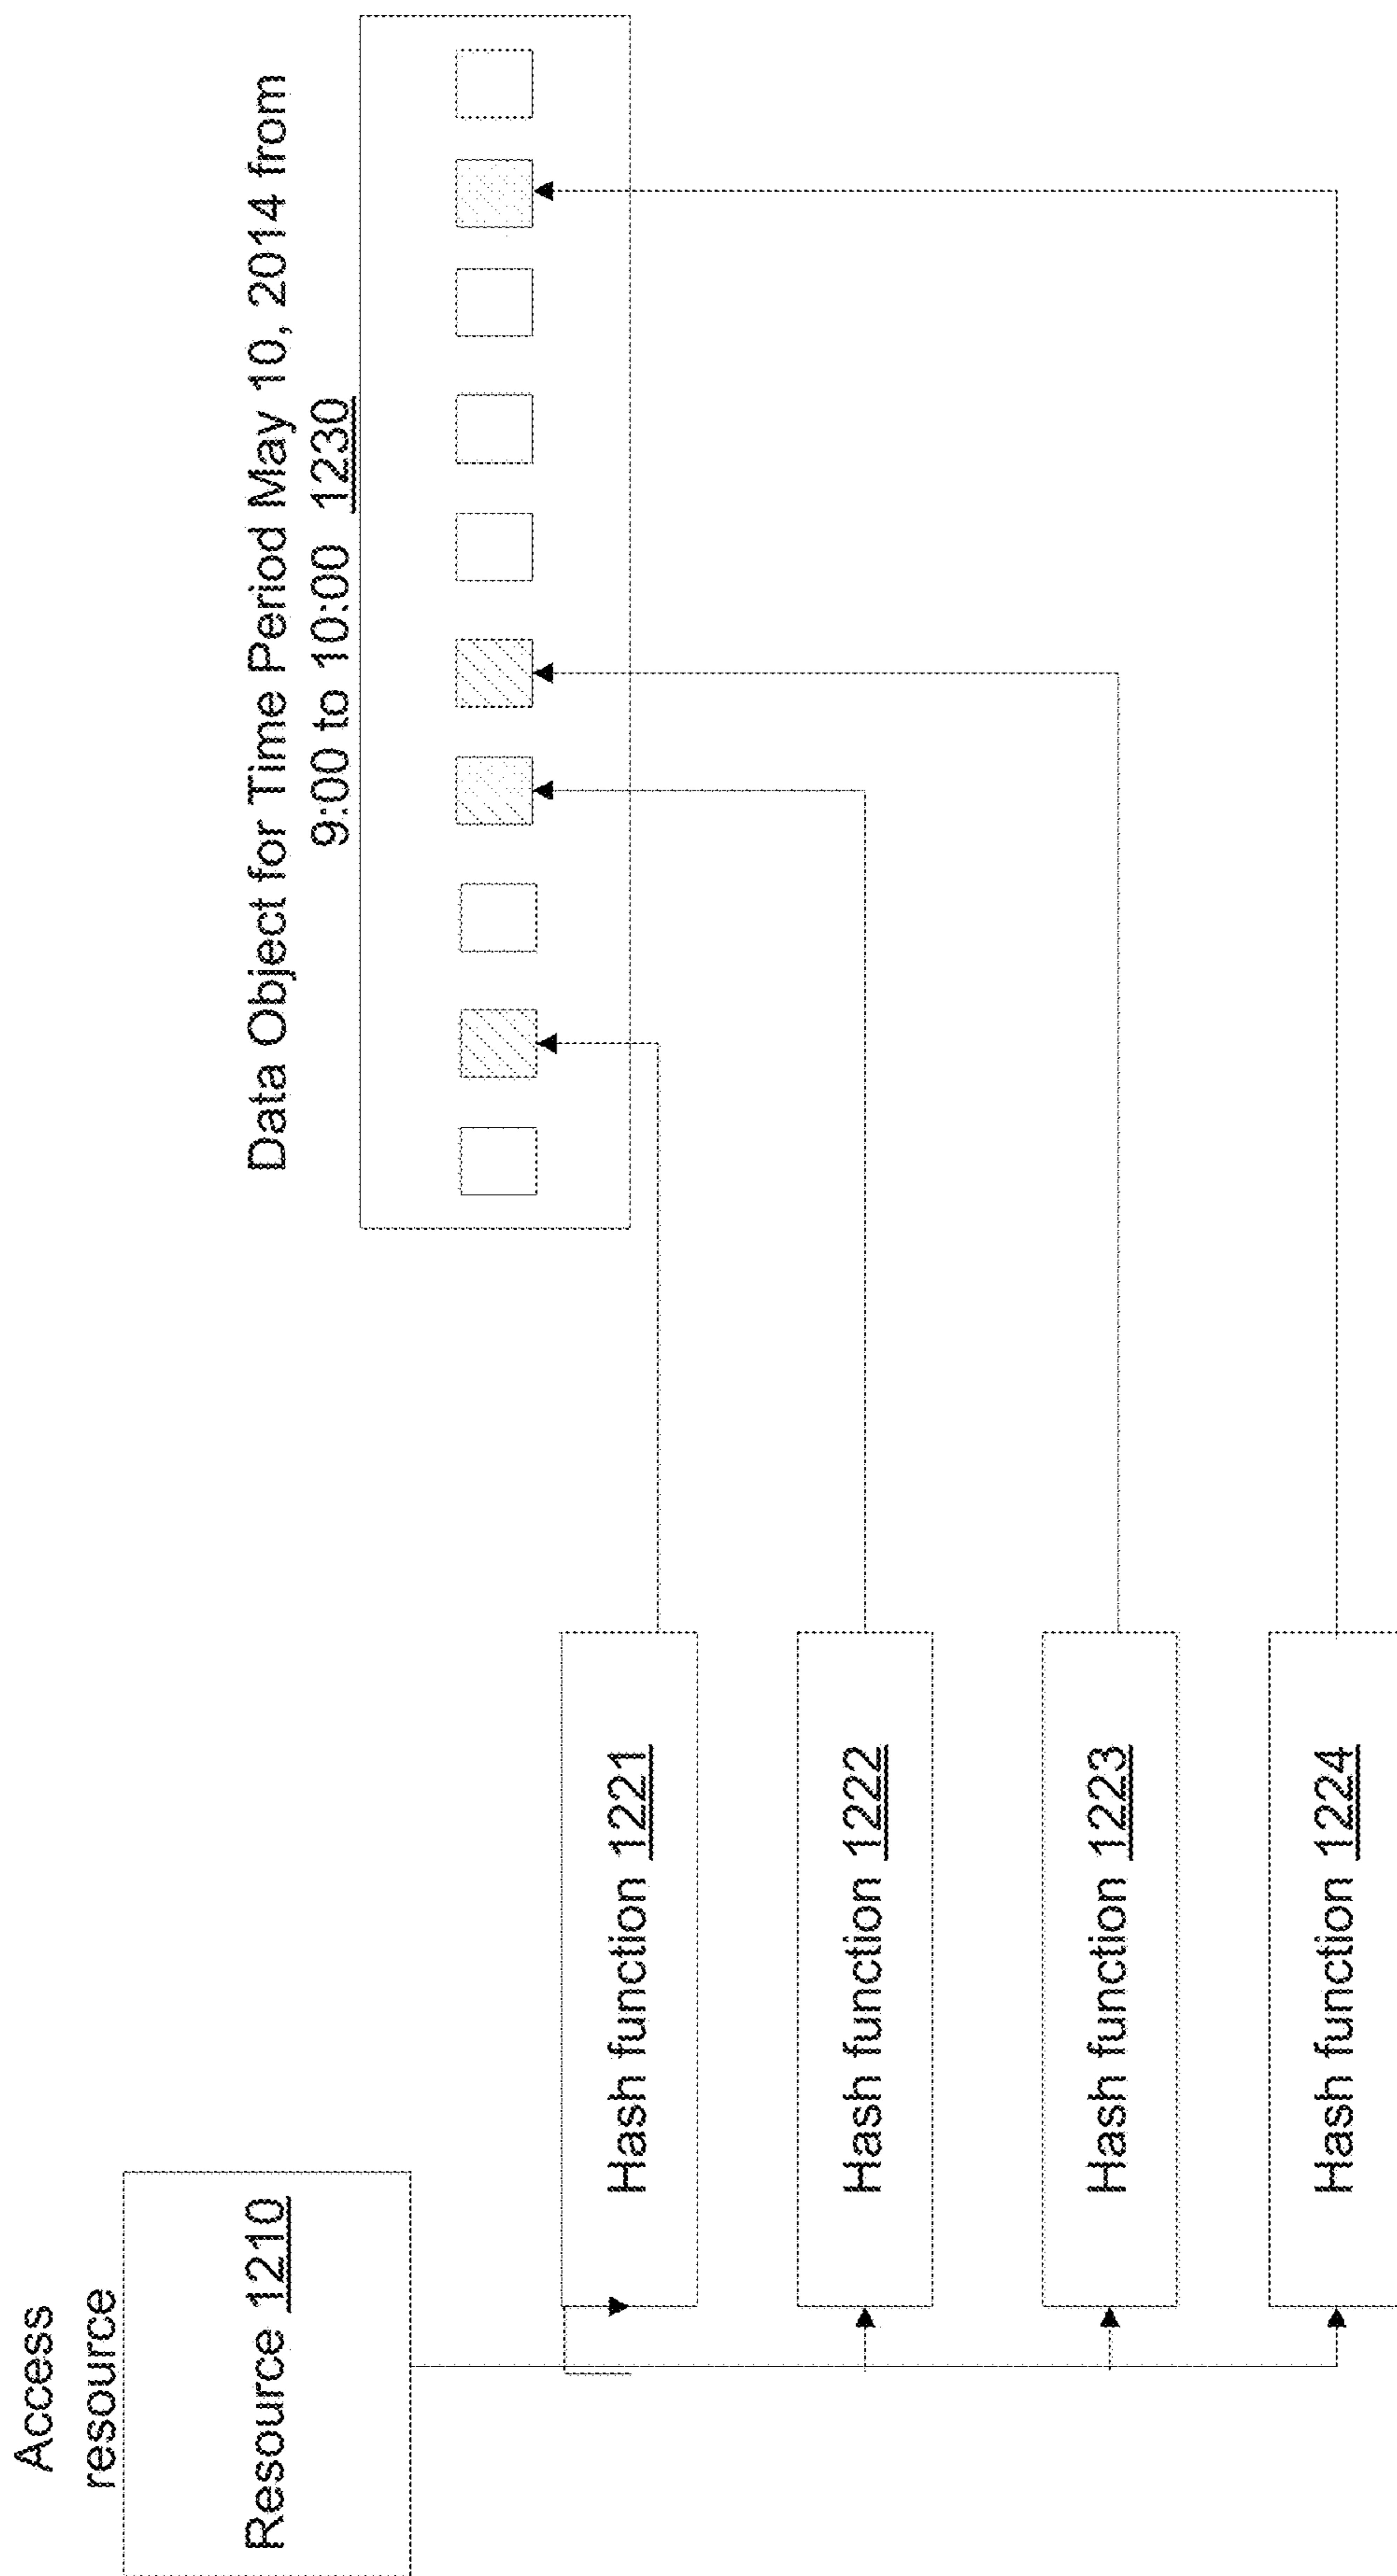 Access
resource
Resource 1210
Data Object for Time Period May 10, 2014 from
9:00 to 10:00 1230
Hash function 1221
Hash function 1222
Hash function 1223
Hash function 1224